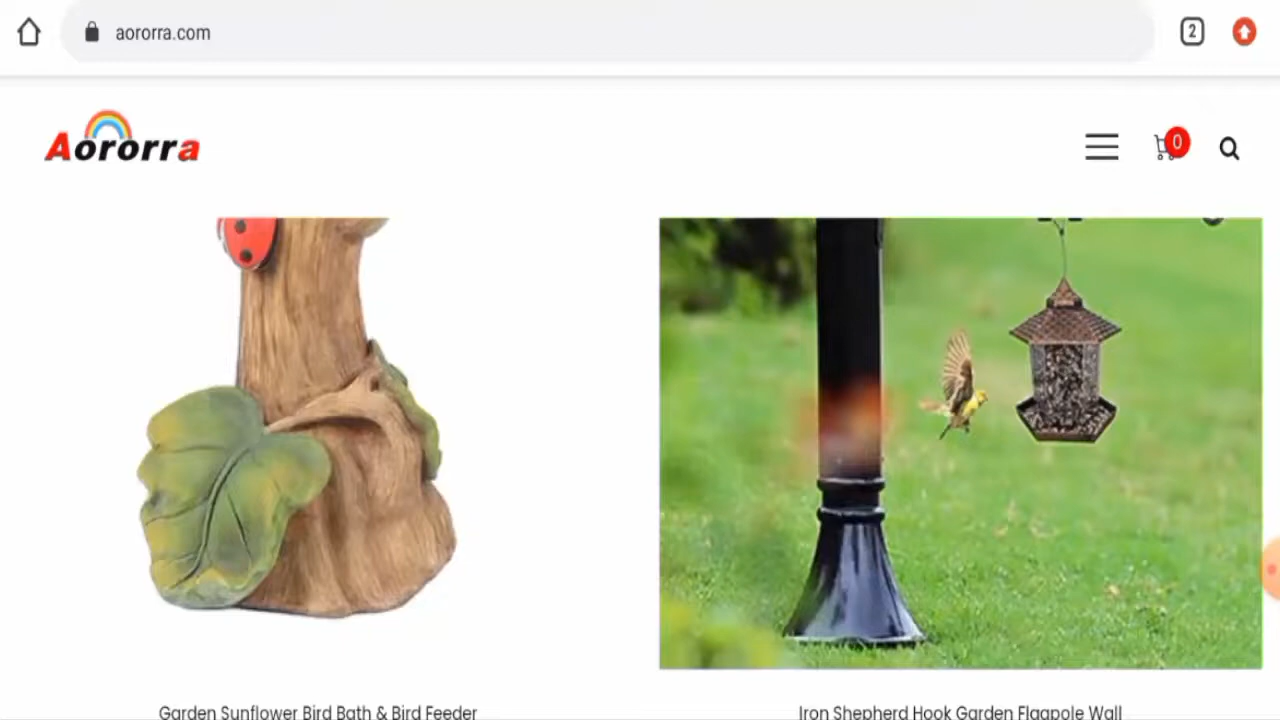 aororra.com
2
Aororra
0
Garden Sunflower Bird Bath & Bird Feeder
Iron Shepherd Hook Garden Flagpole Wall